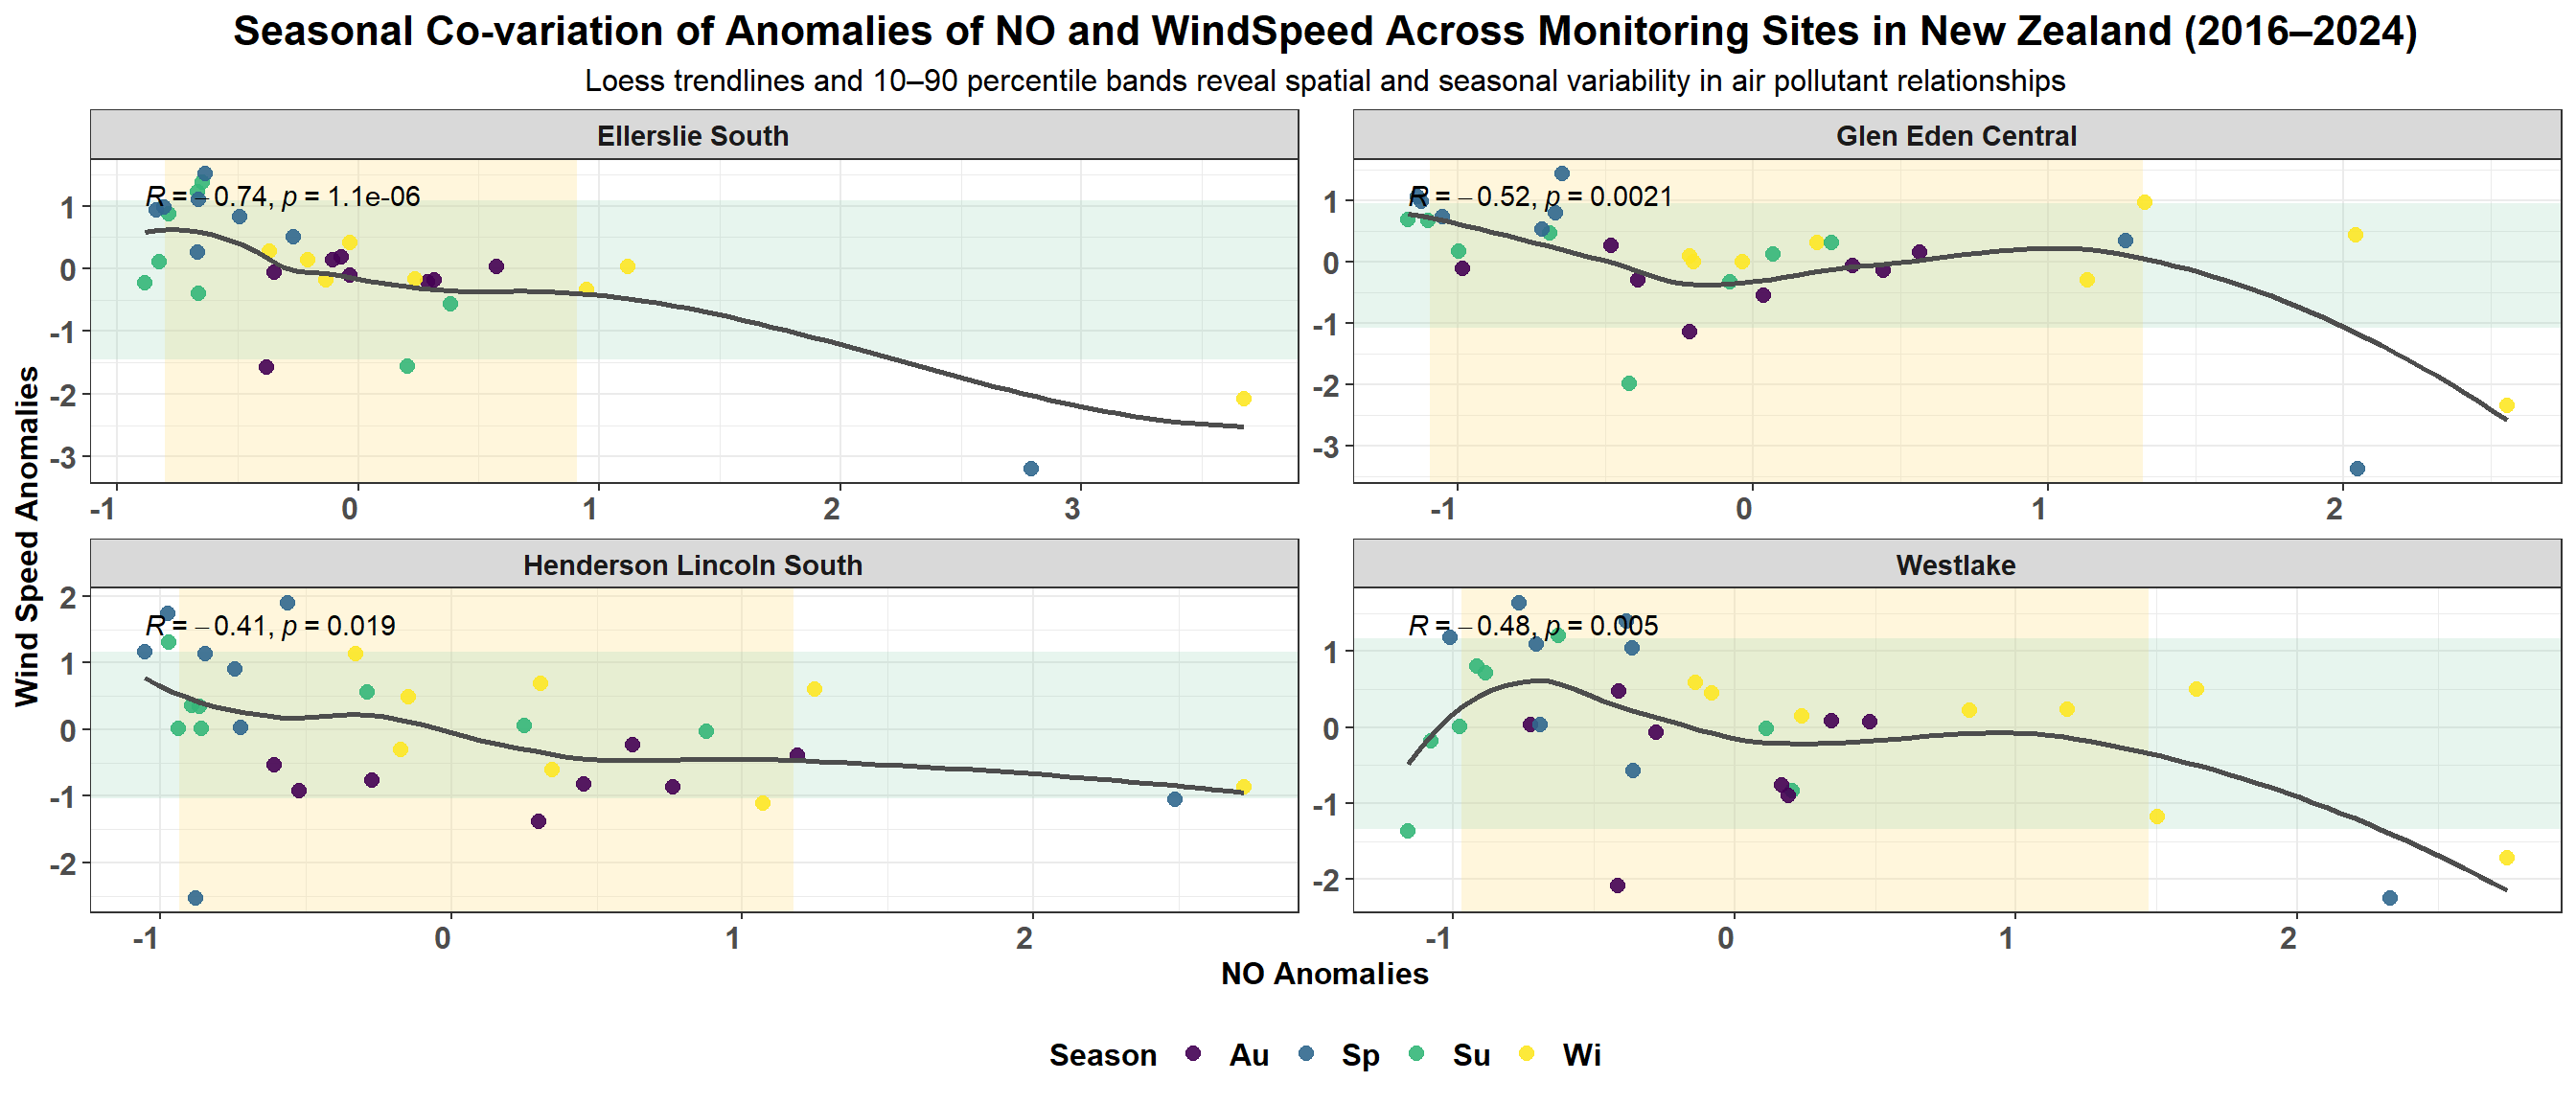 Seasonal Co-variation of Anomalies of NO and WindSpeed Across Monitoring Sites in New Zealand (2016–2024)
Loess trendlines and 10–90 percentile bands reveal spatial and seasonal variability in air pollutant relationships
Ellerslie South
R = −0.74, p = 1.1e-06
1
0
-1
-2
-3
-1 0 1 2 3
Glen Eden Central
R = −0.52, p = 0.0021
1
0
-1
-2
-3
-1 0 1 2
Wind Speed Anomalies
Henderson Lincoln South
R = −0.41, p = 0.019
2
1
0
-1
-2
-1 0 1 2
Westlake
R = −0.48, p = 0.005
1
0
-1
-2
-1 0 1 2
NO Anomalies
Season Au Sp Su Wi